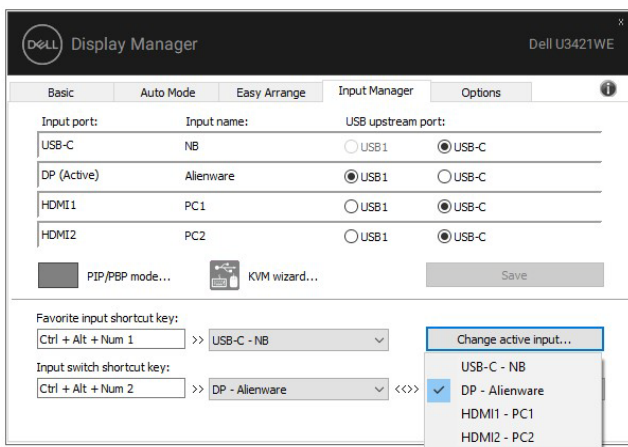 DELL Display Manager Dell U3421WE x
Basic Auto Mode Easy Arrange Input Manager Options i
Input port: Input name: USB upstream port:
USB-C NB USB1 USB-C
DP (Active) Alienware USB1 USB-C
HDMI1 PC1 USB1 USB-C
HDMI2 PC2 USB1 USB-C
PIP/PBP mode... KVM wizard... Save
Favorite input shortcut key:
Ctrl + Alt + Num 1 >> USB-C - NB Change active input...
Input switch shortcut key:
Ctrl + Alt + Num 2 >> DP - Alienware <<>>
USB-C - NB
DP - Alienware
HDMI1 - PC1
HDMI2 - PC2